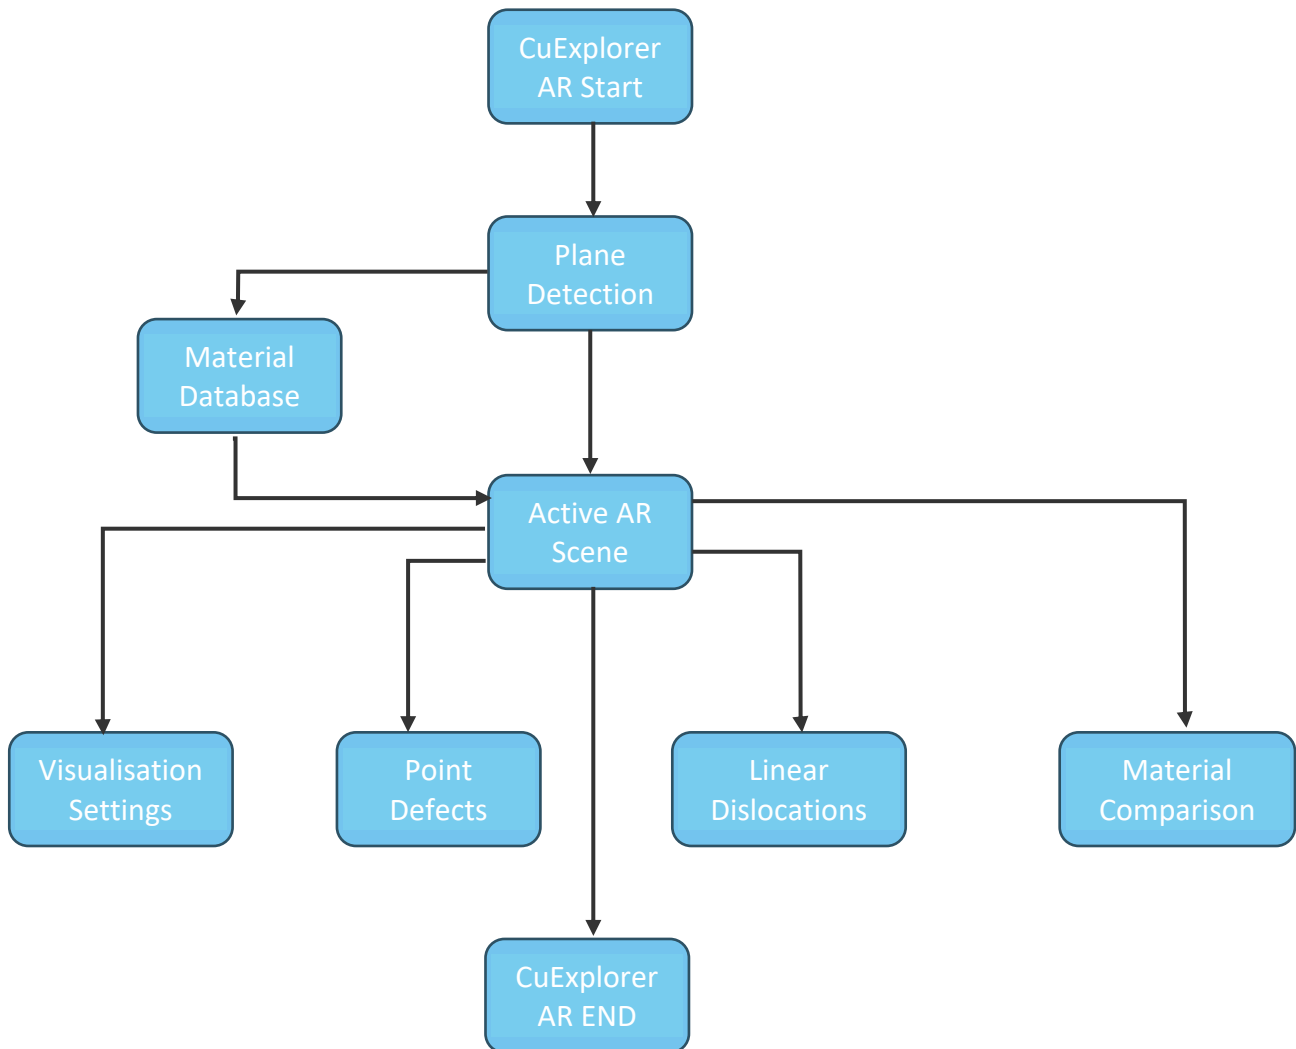 CuExplorer
AR Start
Plane
Detection
Material
Database
Active AR
Scene
Visualisation
Settings
Point
Defects
Linear
Dislocations
Material
Comparison
CuExplorer
AR END